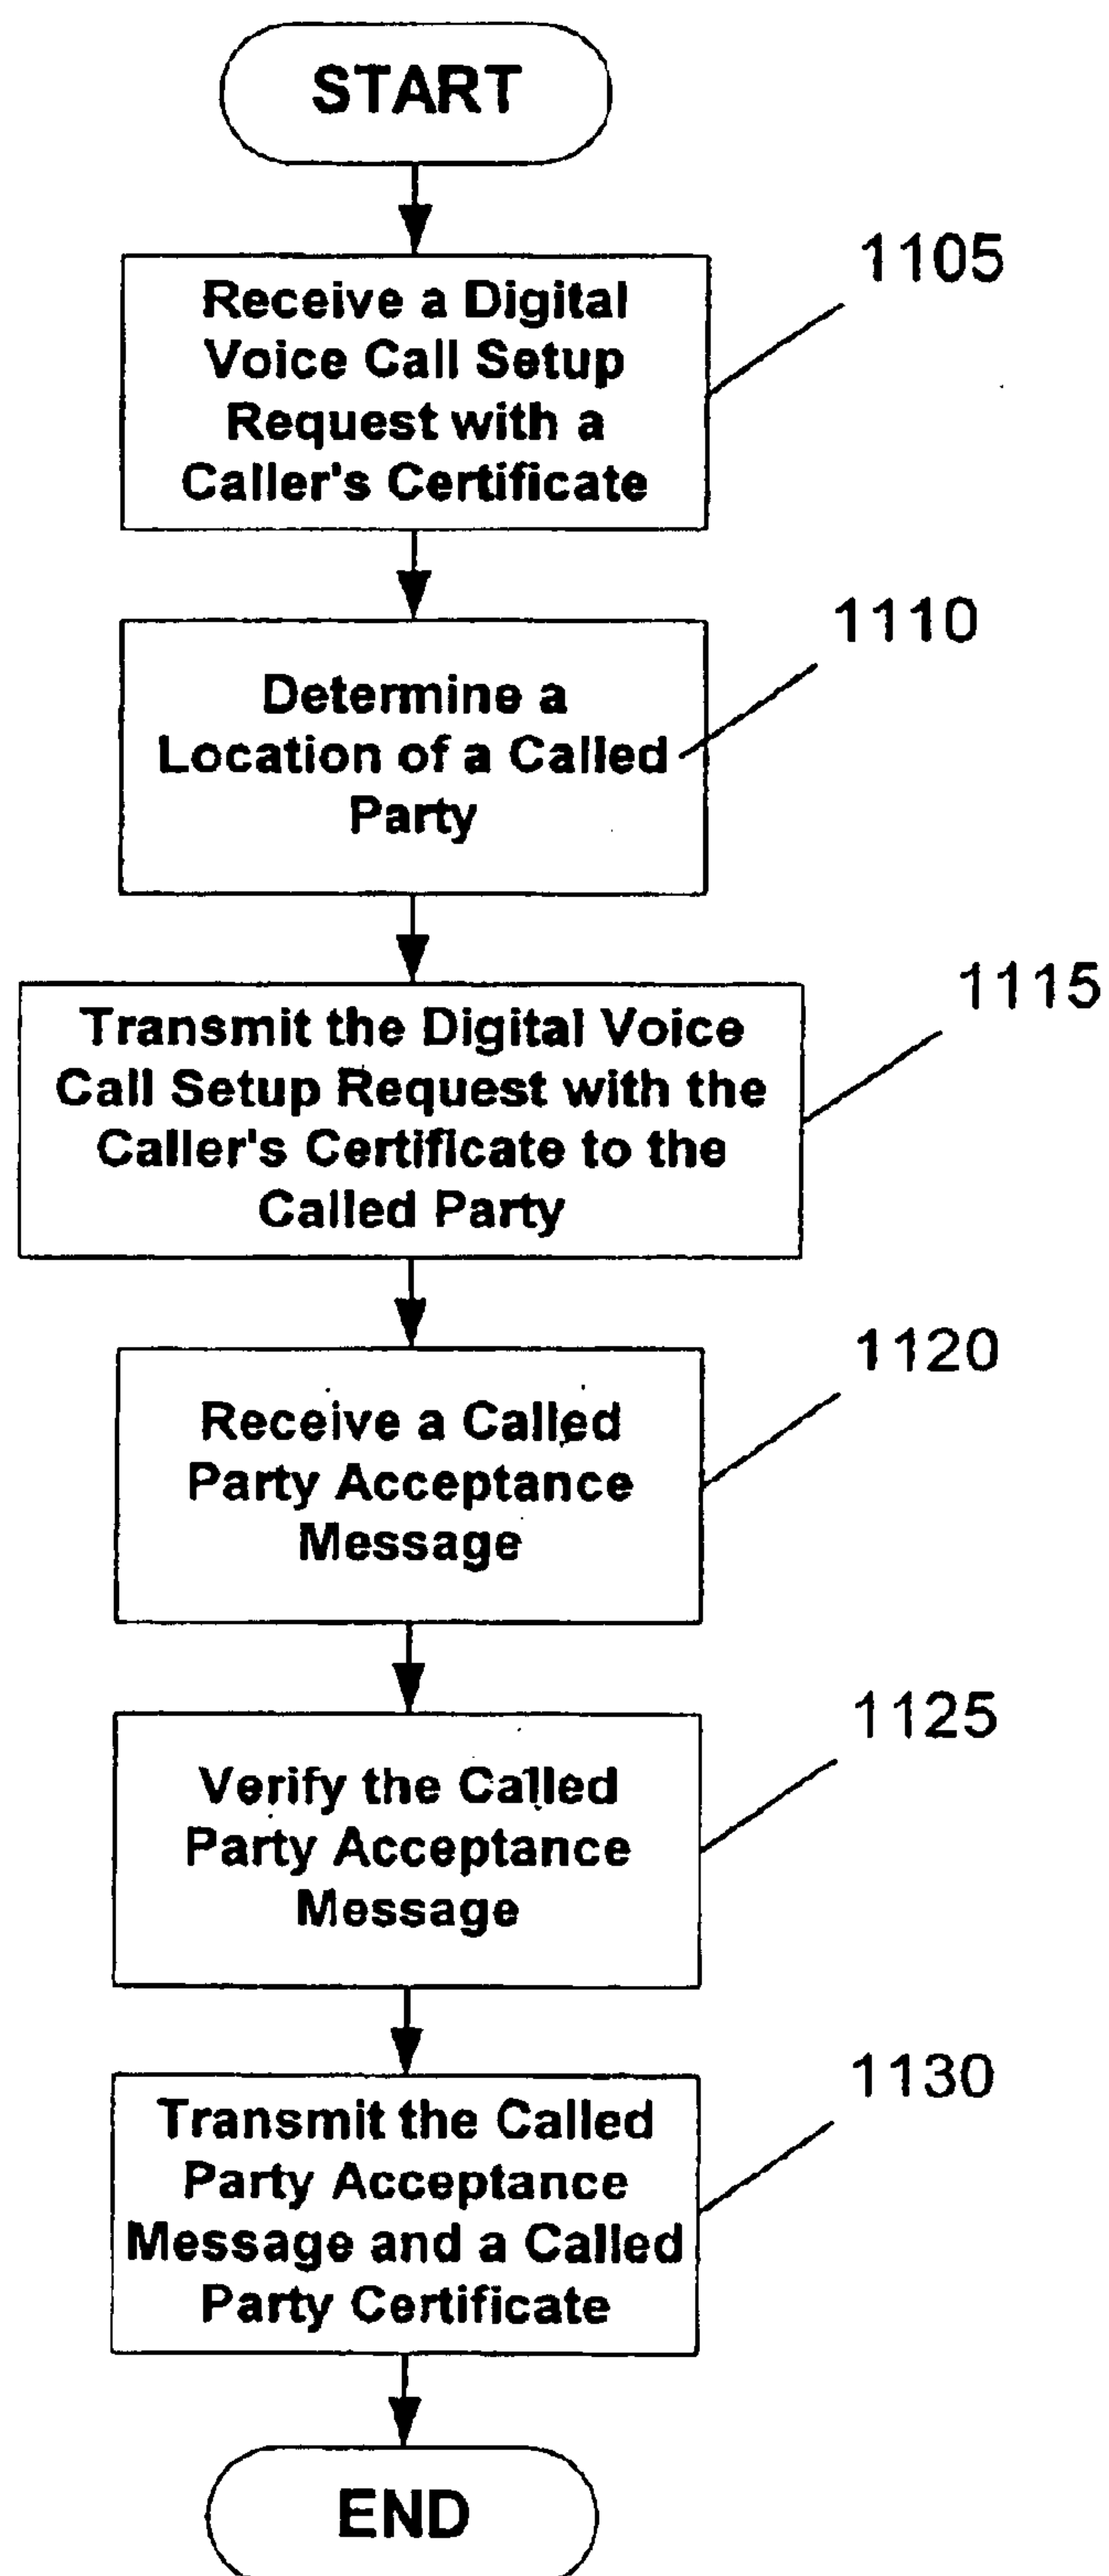 START
1105
Receive a Digital
Voice Call Setup
Request with a
Caller's Certificate
1110
Determine a
Location of a Called
Party
1115
Transmit the Digital Voice
Call Setup Request with the
Caller's Certificate to the
Called Party
1120
Receive a Called
Party Acceptance
Message
1125
Verify the Called
Party Acceptance
Message
1130
Transmit the Called
Party Acceptance
Message and a Called
Party Certificate
END